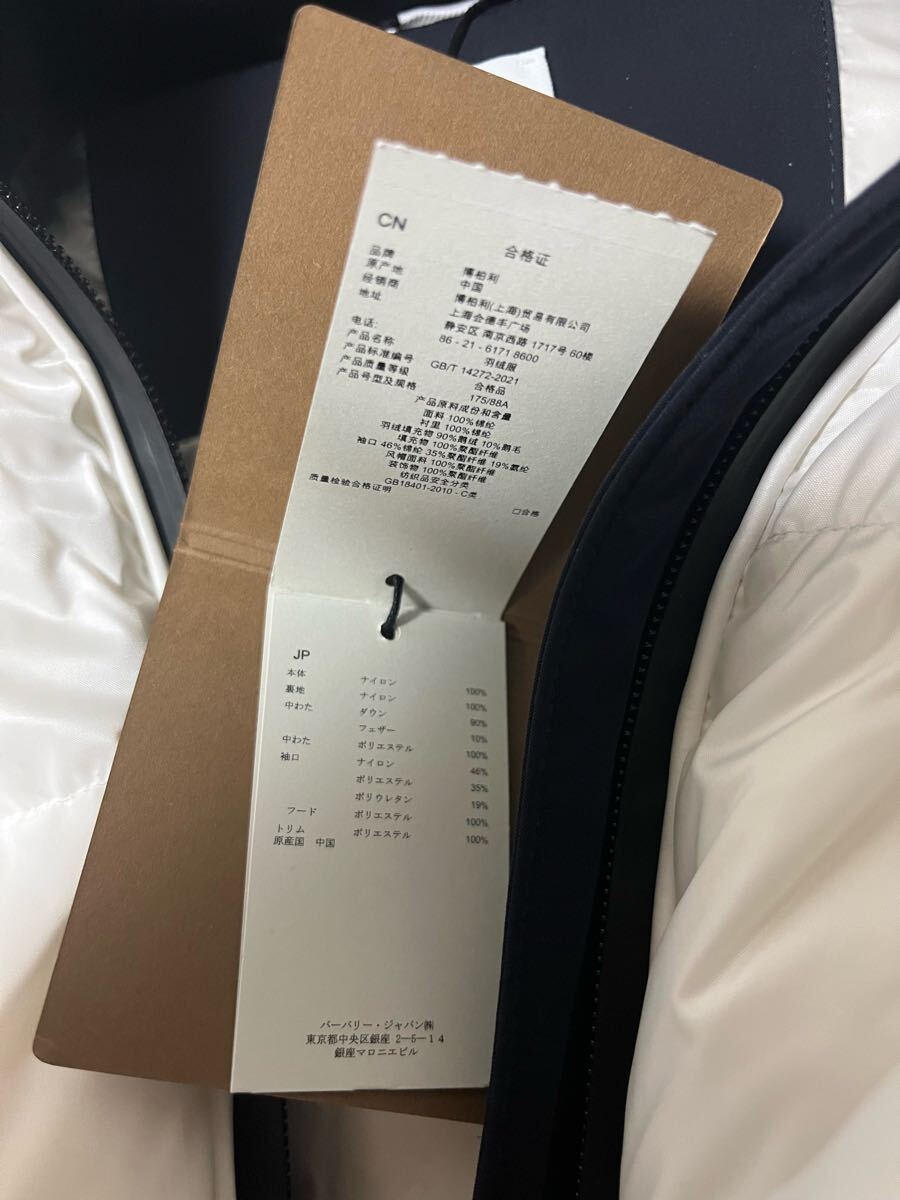 CN
合格证
品牌 博柏利
原产地 中国
经销商 博柏利(上海)贸易有限公司
地址 上海会德丰广场
静安区 南京西路 1717号 60楼
电话: 86 - 21 - 6171 8600
产品名称 羽绒服
产品标准编号 GB/T 14272-2021
产品质量等级 合格品
产品号型及规格 175/88A
产品原料成份和含量
面料 100%锦纶
衬里 100%锦纶
羽绒填充物 90%鹅绒 10%鹅毛
填充物 100%聚酯纤维
袖口 46%锦纶 35%聚酯纤维 19%氨纶
风帽面料 100%聚酯纤维
装饰物 100%聚酯纤维
纺织品安全分类
GB18401-2010 - C类
质量检验合格证明 口合格
JP
本体 ナイロン 100%
裏地 ナイロン 100%
中わた ダウン 90%
フェザー 10%
中わた ポリエステル 100%
袖口 ナイロン 46%
ポリエステル 35%
ポリウレタン 19%
フード ポリエステル 100%
トリム ポリエステル 100%
原産国 中国
バーバリー・ジャパン㈱
東京都中央区銀座 2—5—14
銀座マロニエビル